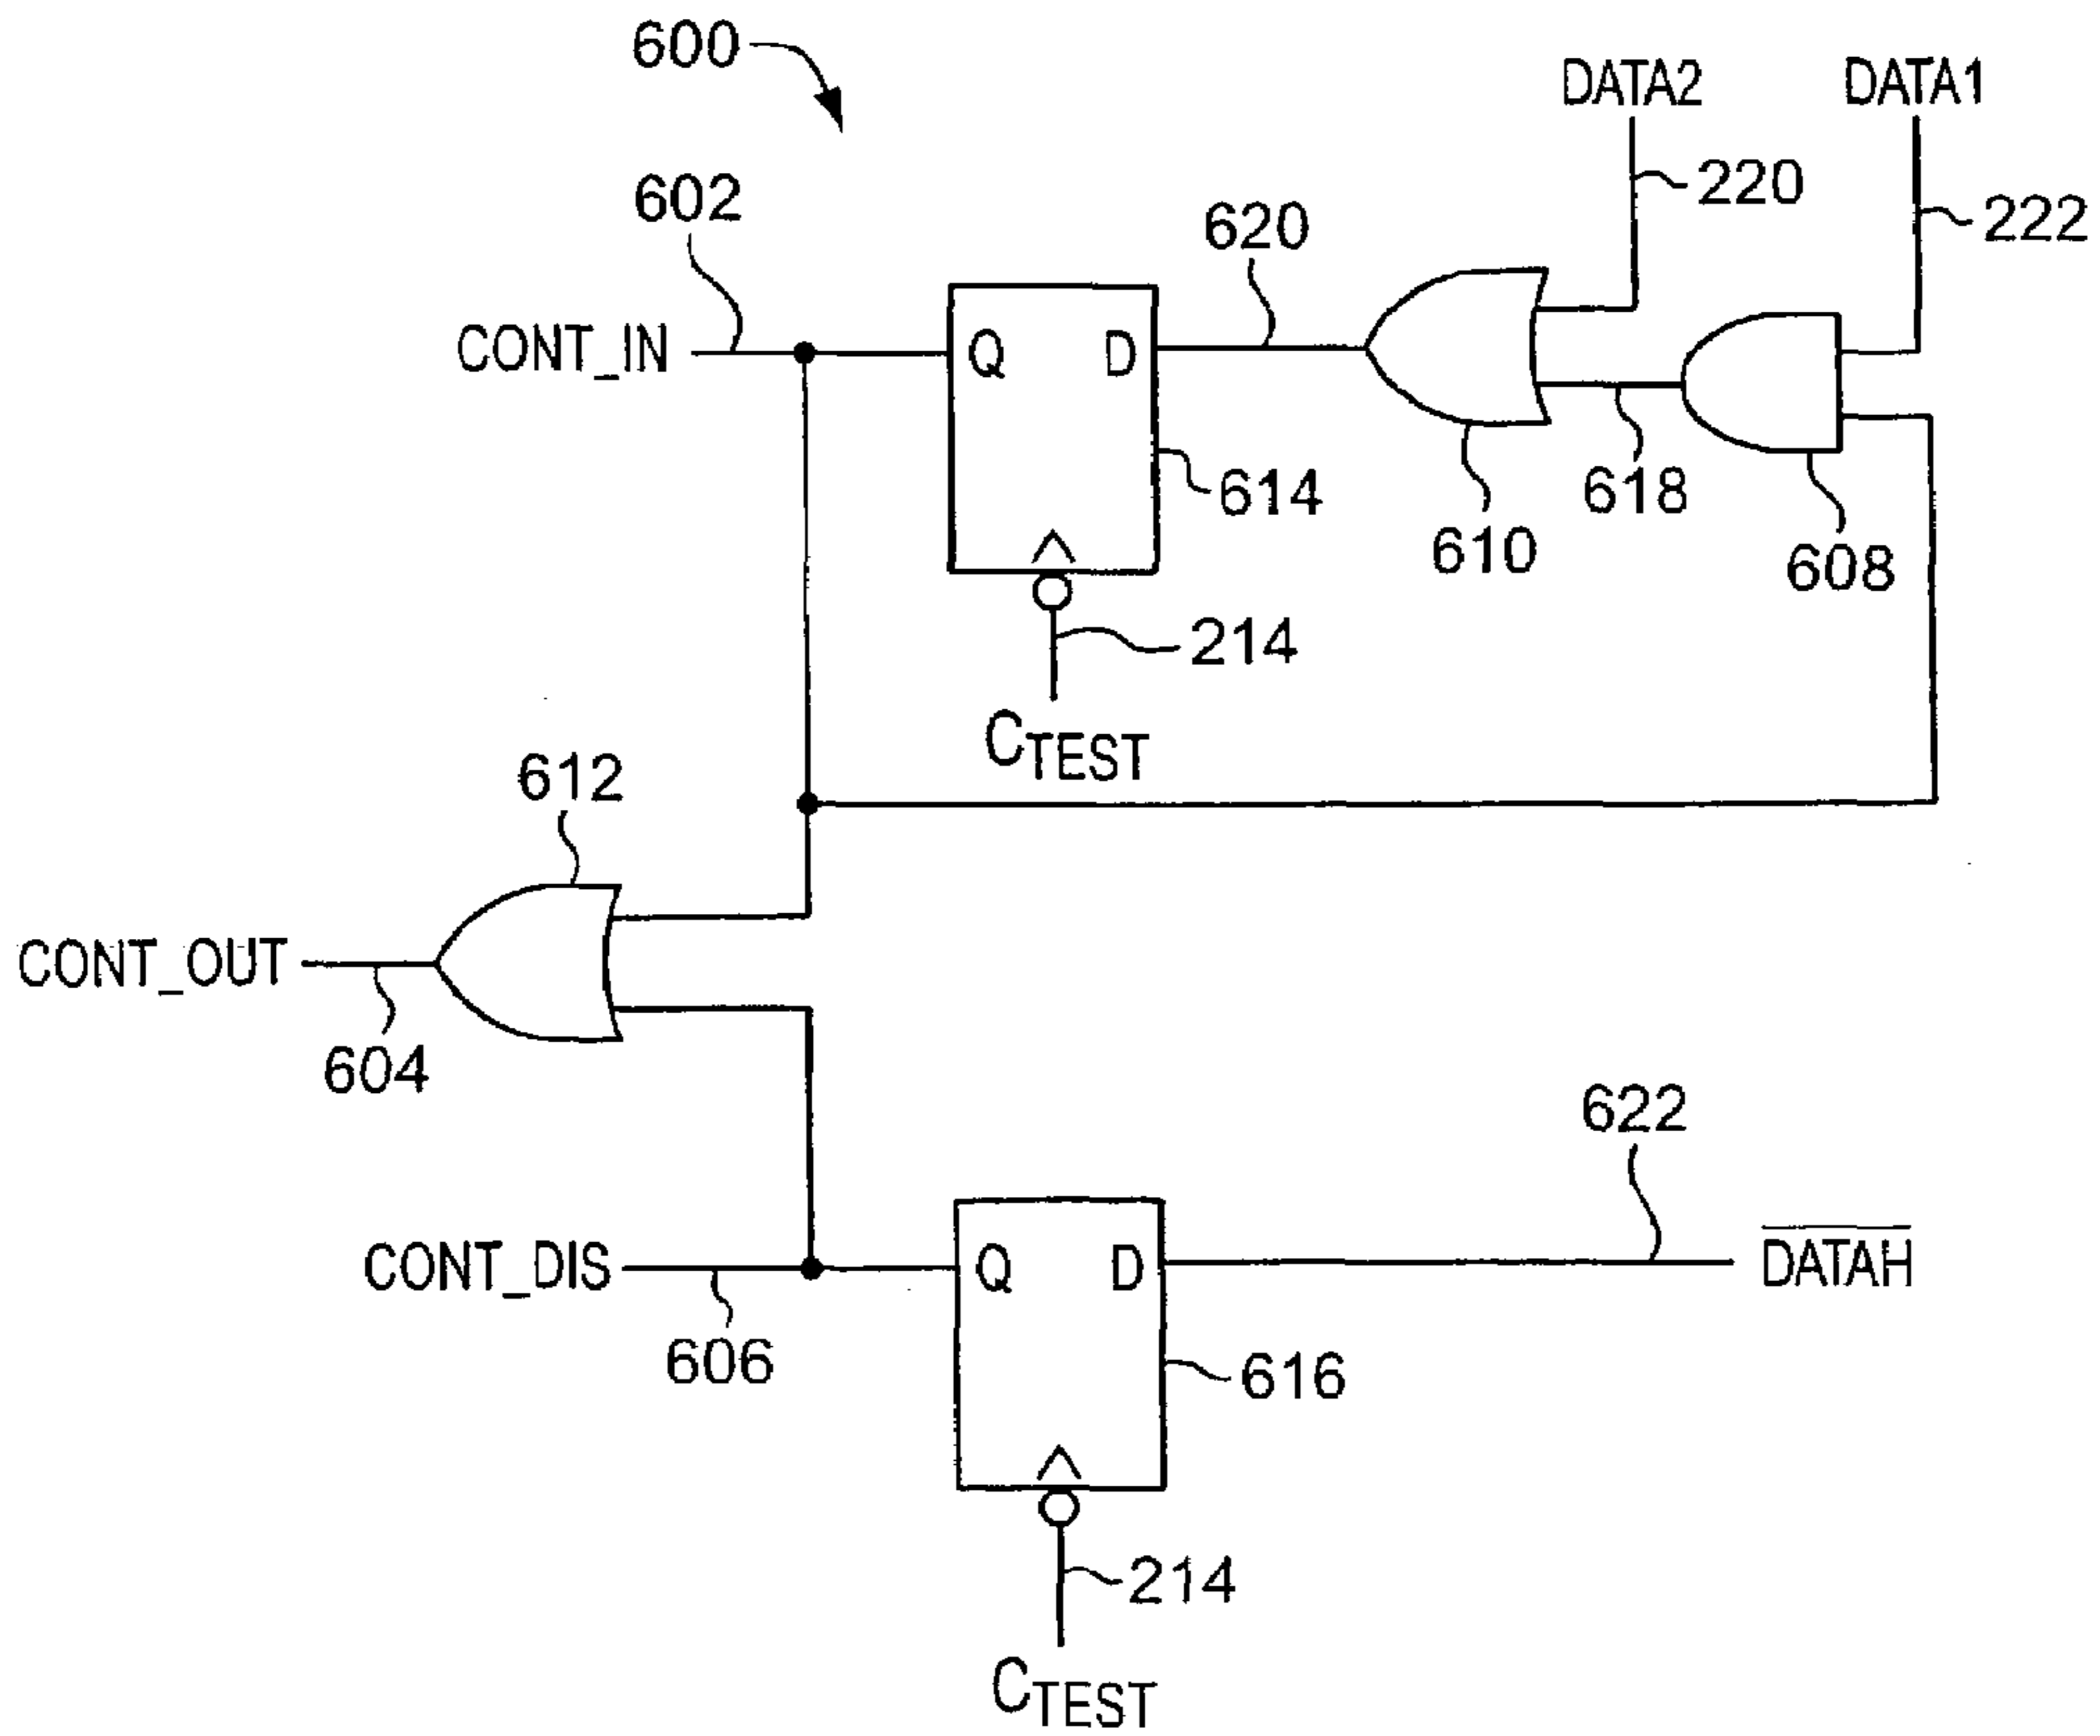 600
DATA2
DATA1
220
222
602
620
CONT_IN
Q
D
614
618
610
608
214
CTEST
612
CONT_OUT
604
622
CONT_DIS
Q
D
DATAH
606
616
214
CTEST